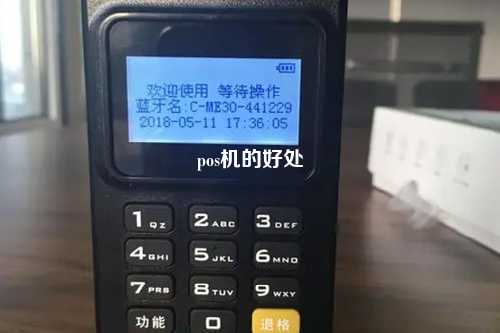 欢迎使用 等待操作
蓝牙名:C-ME30-441229
2018-05-11 17:36:05
pos机的好处
1 QZ 2 ABC 3 DEF
4 GHI 5 JKL 6 MNO
7 PRS 8 TUV 9 WXY
功能 0 退格